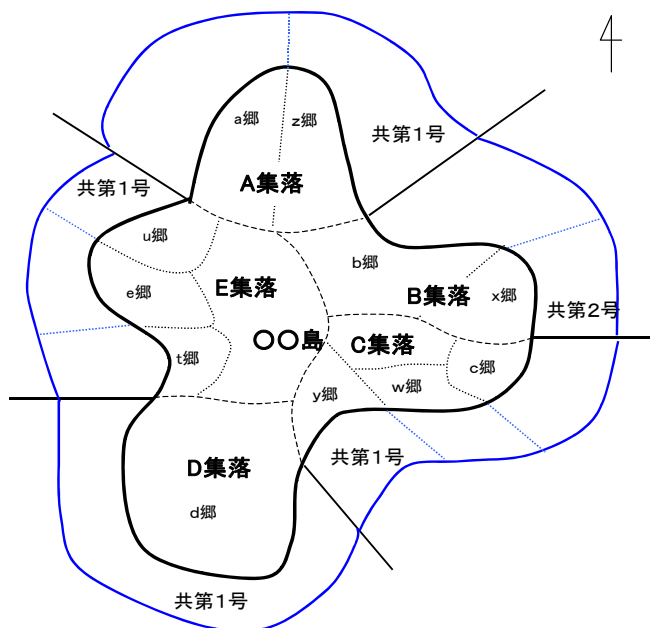 4
a郷
z郷
共第1号
A集落
共第1号
u郷
b郷
e郷
E集落
B集落
x郷
共第2号
〇〇島
C集落
t郷
c郷
y郷
w郷
D集落
共第1号
d郷
共第1号